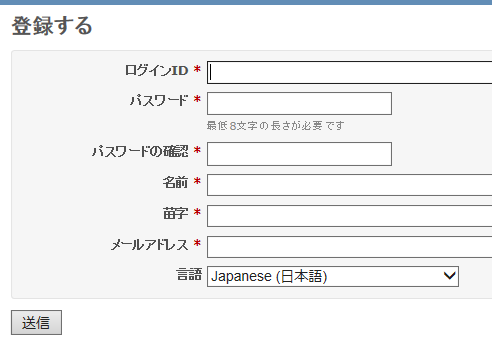 登録する
ログインID *
パスワード *
最低 8文字の長さが必要です
パスワードの確認 *
名前 *
苗字 *
メールアドレス *
言語 Japanese (日本語)
送信